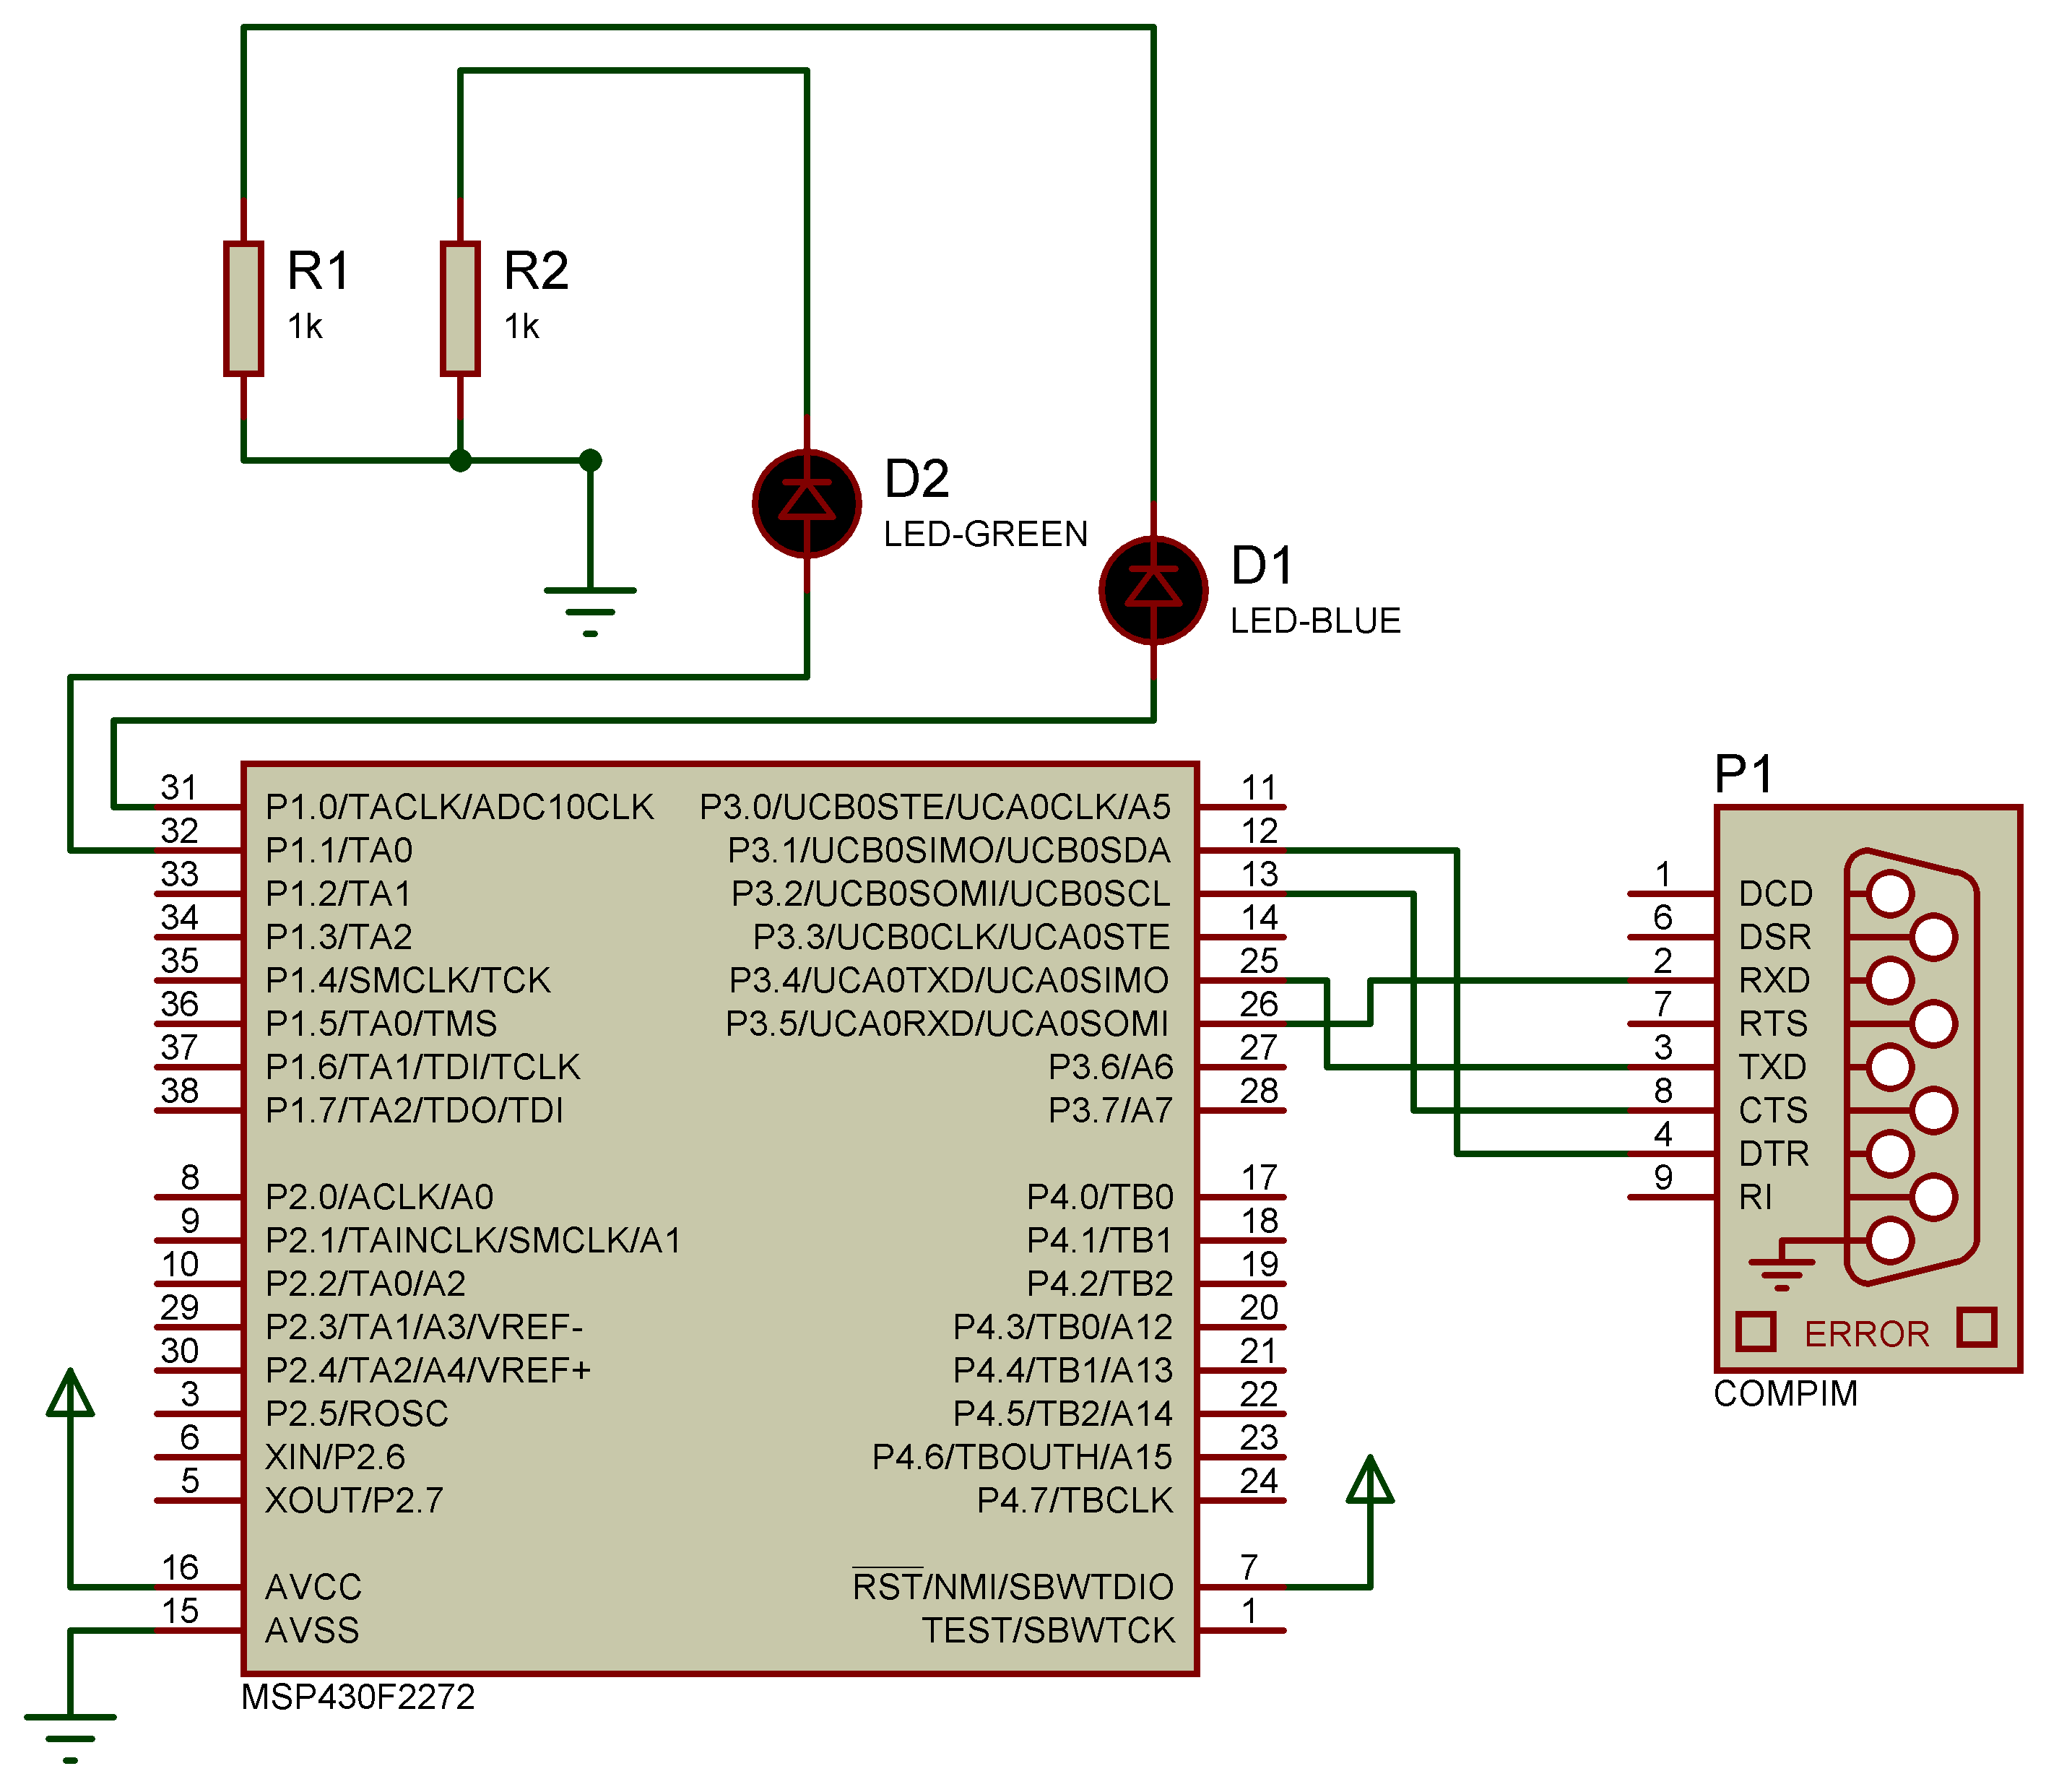 R1
1k
R2
1k
D2
LED-GREEN
D1
LED-BLUE
31
P1.0/TACLK/ADC10CLK
32
P1.1/TA0
33
P1.2/TA1
34
P1.3/TA2
35
P1.4/SMCLK/TCK
36
P1.5/TA0/TMS
37
P1.6/TA1/TDI/TCLK
38
P1.7/TA2/TDO/TDI
8
P2.0/ACLK/A0
9
P2.1/TAINCLK/SMCLK/A1
10
P2.2/TA0/A2
29
P2.3/TA1/A3/VREF-
30
P2.4/TA2/A4/VREF+
3
P2.5/ROSC
6
XIN/P2.6
5
XOUT/P2.7
16
AVCC
15
AVSS
P3.0/UCB0STE/UCA0CLK/A5
11
P3.1/UCB0SIMO/UCB0SDA
12
P3.2/UCB0SOMI/UCB0SCL
13
P3.3/UCB0CLK/UCA0STE
14
P3.4/UCA0TXD/UCA0SIMO
25
P3.5/UCA0RXD/UCA0SOMI
26
P3.6/A6
27
P3.7/A7
28
P4.0/TB0
17
P4.1/TB1
18
P4.2/TB2
19
P4.3/TB0/A12
20
P4.4/TB1/A13
21
P4.5/TB2/A14
22
P4.6/TBOUTH/A15
23
P4.7/TBCLK
24
RST/NMI/SBWTDIO
7
TEST/SBWTCK
1
MSP430F2272
P1
1
DCD
6
DSR
2
RXD
7
RTS
3
TXD
8
CTS
4
DTR
9
RI
ERROR
COMPIM